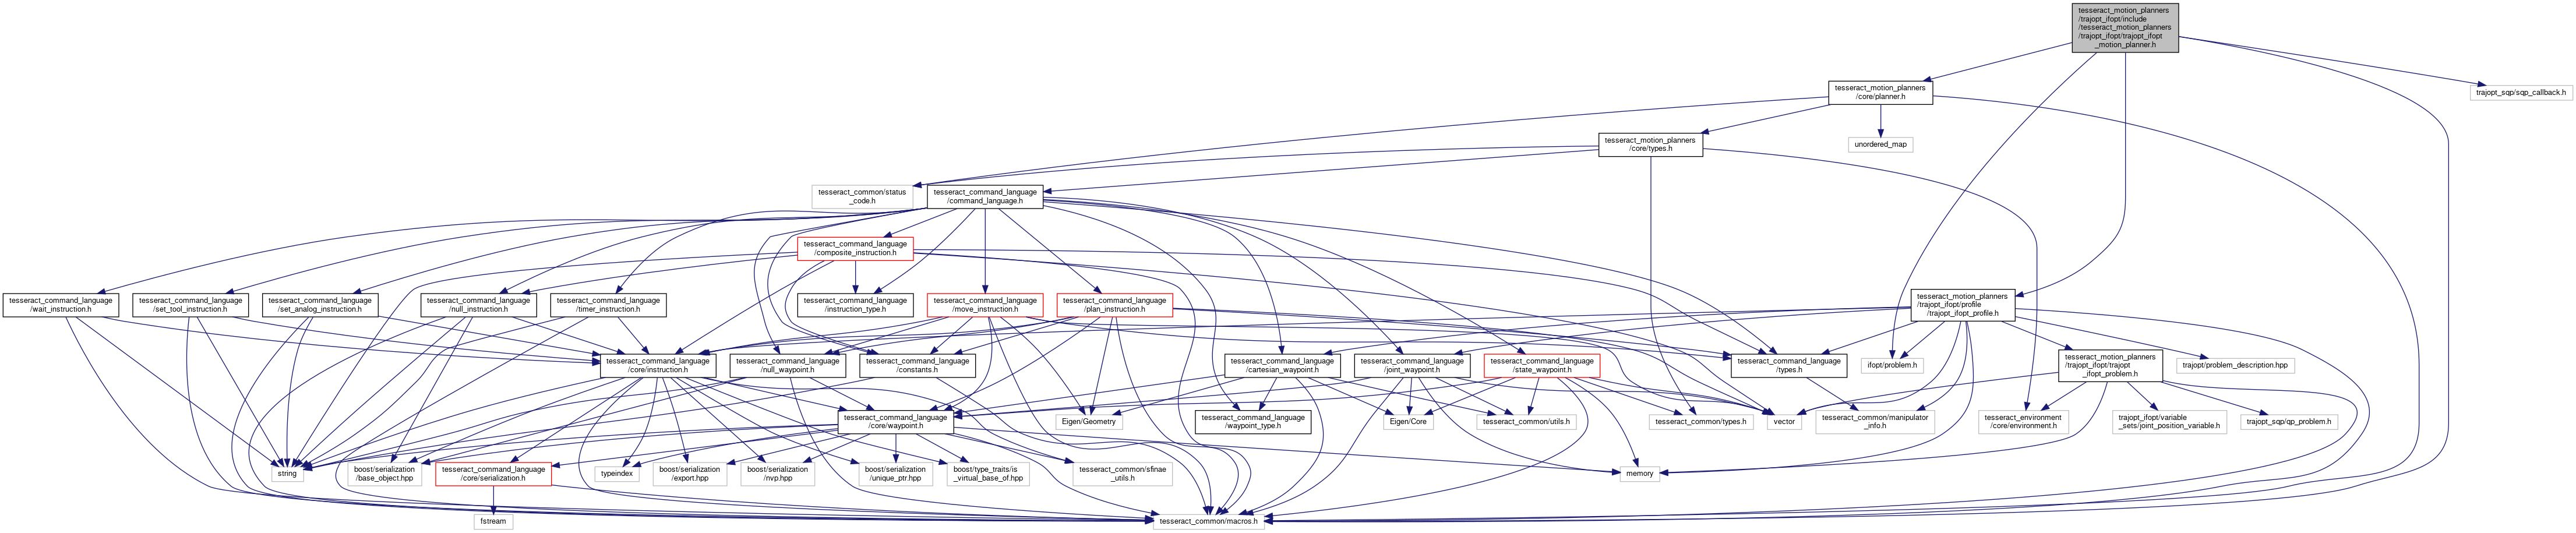 tesseract_motion_planners
/trajopt_ifopt/include
/tesseract_motion_planners
/trajopt_ifopt/trajopt_ifopt
_motion_planner.h
tesseract_motion_planners
/core/planner.h
trajopt_sqp/sqp_callback.h
tesseract_motion_planners
/core/types.h
unordered_map
tesseract_common/status
_code.h
tesseract_command_language
/command_language.h
tesseract_command_language
/composite_instruction.h
tesseract_command_language
/wait_instruction.h
tesseract_command_language
/set_tool_instruction.h
tesseract_command_language
/set_analog_instruction.h
tesseract_command_language
/null_instruction.h
tesseract_command_language
/timer_instruction.h
tesseract_command_language
/instruction_type.h
tesseract_command_language
/move_instruction.h
tesseract_command_language
/plan_instruction.h
tesseract_motion_planners
/trajopt_ifopt/profile
/trajopt_ifopt_profile.h
tesseract_command_language
/core/instruction.h
tesseract_command_language
/null_waypoint.h
tesseract_command_language
/constants.h
tesseract_command_language
/cartesian_waypoint.h
tesseract_command_language
/joint_waypoint.h
tesseract_command_language
/state_waypoint.h
tesseract_command_language
/types.h
ifopt/problem.h
tesseract_motion_planners
/trajopt_ifopt/trajopt
_ifopt_problem.h
trajopt/problem_description.hpp
tesseract_command_language
/core/waypoint.h
Eigen/Geometry
tesseract_command_language
/waypoint_type.h
Eigen/Core
tesseract_common/utils.h
tesseract_common/types.h
vector
tesseract_common/manipulator
_info.h
tesseract_environment
/core/environment.h
trajopt_ifopt/variable
_sets/joint_position_variable.h
trajopt_sqp/qp_problem.h
string
boost/serialization
/base_object.hpp
tesseract_command_language
/core/serialization.h
typeindex
boost/serialization
/export.hpp
boost/serialization
/nvp.hpp
boost/serialization
/unique_ptr.hpp
boost/type_traits/is
_virtual_base_of.hpp
tesseract_common/sfinae
_utils.h
memory
fstream
tesseract_common/macros.h